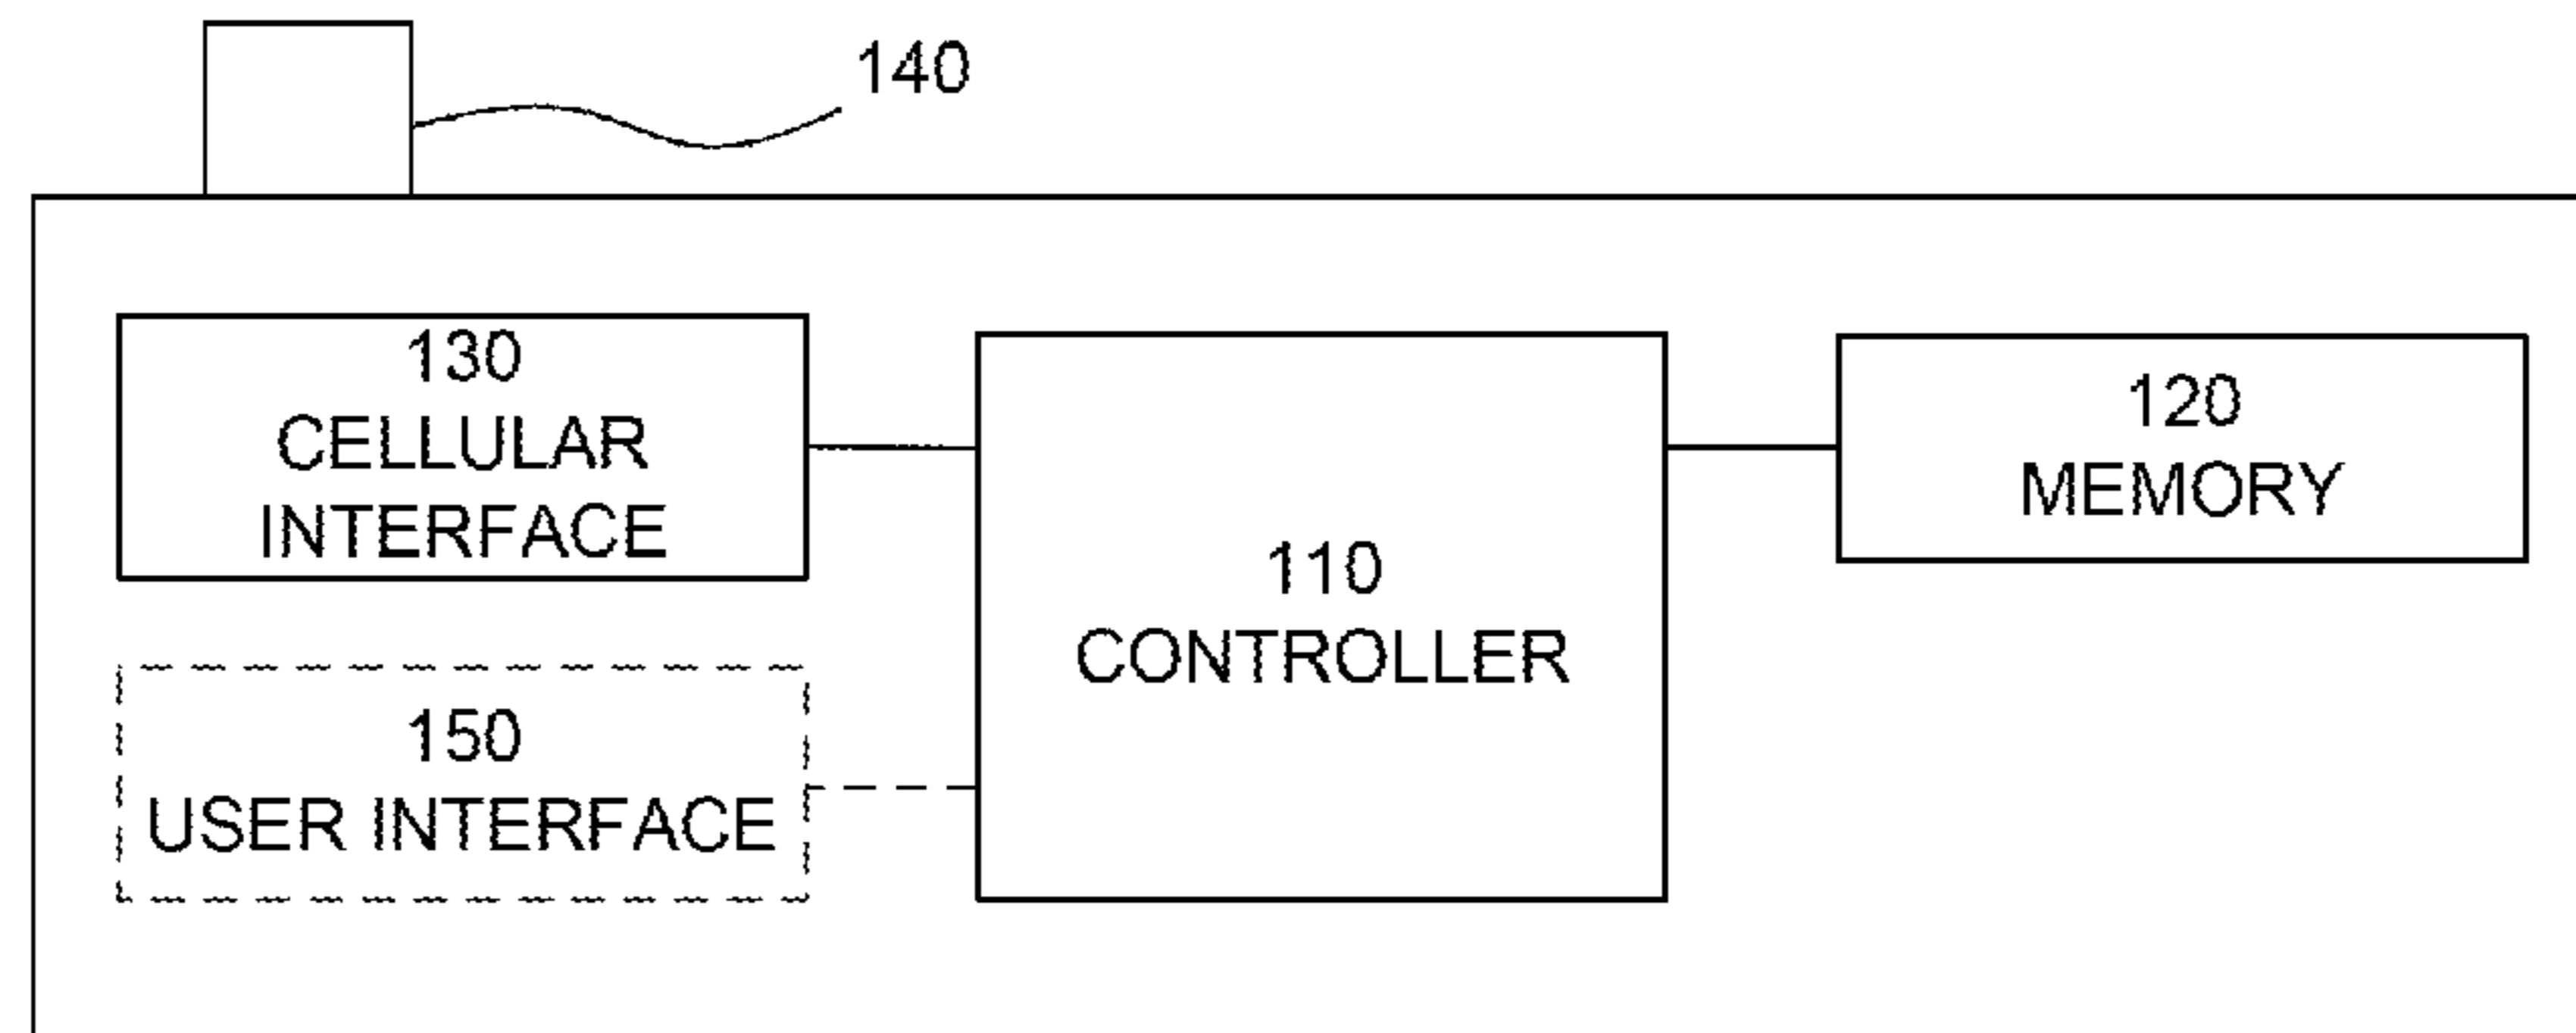 140
130
CELLULAR
INTERFACE
120
MEMORY
110
CONTROLLER
150
USER INTERFACE